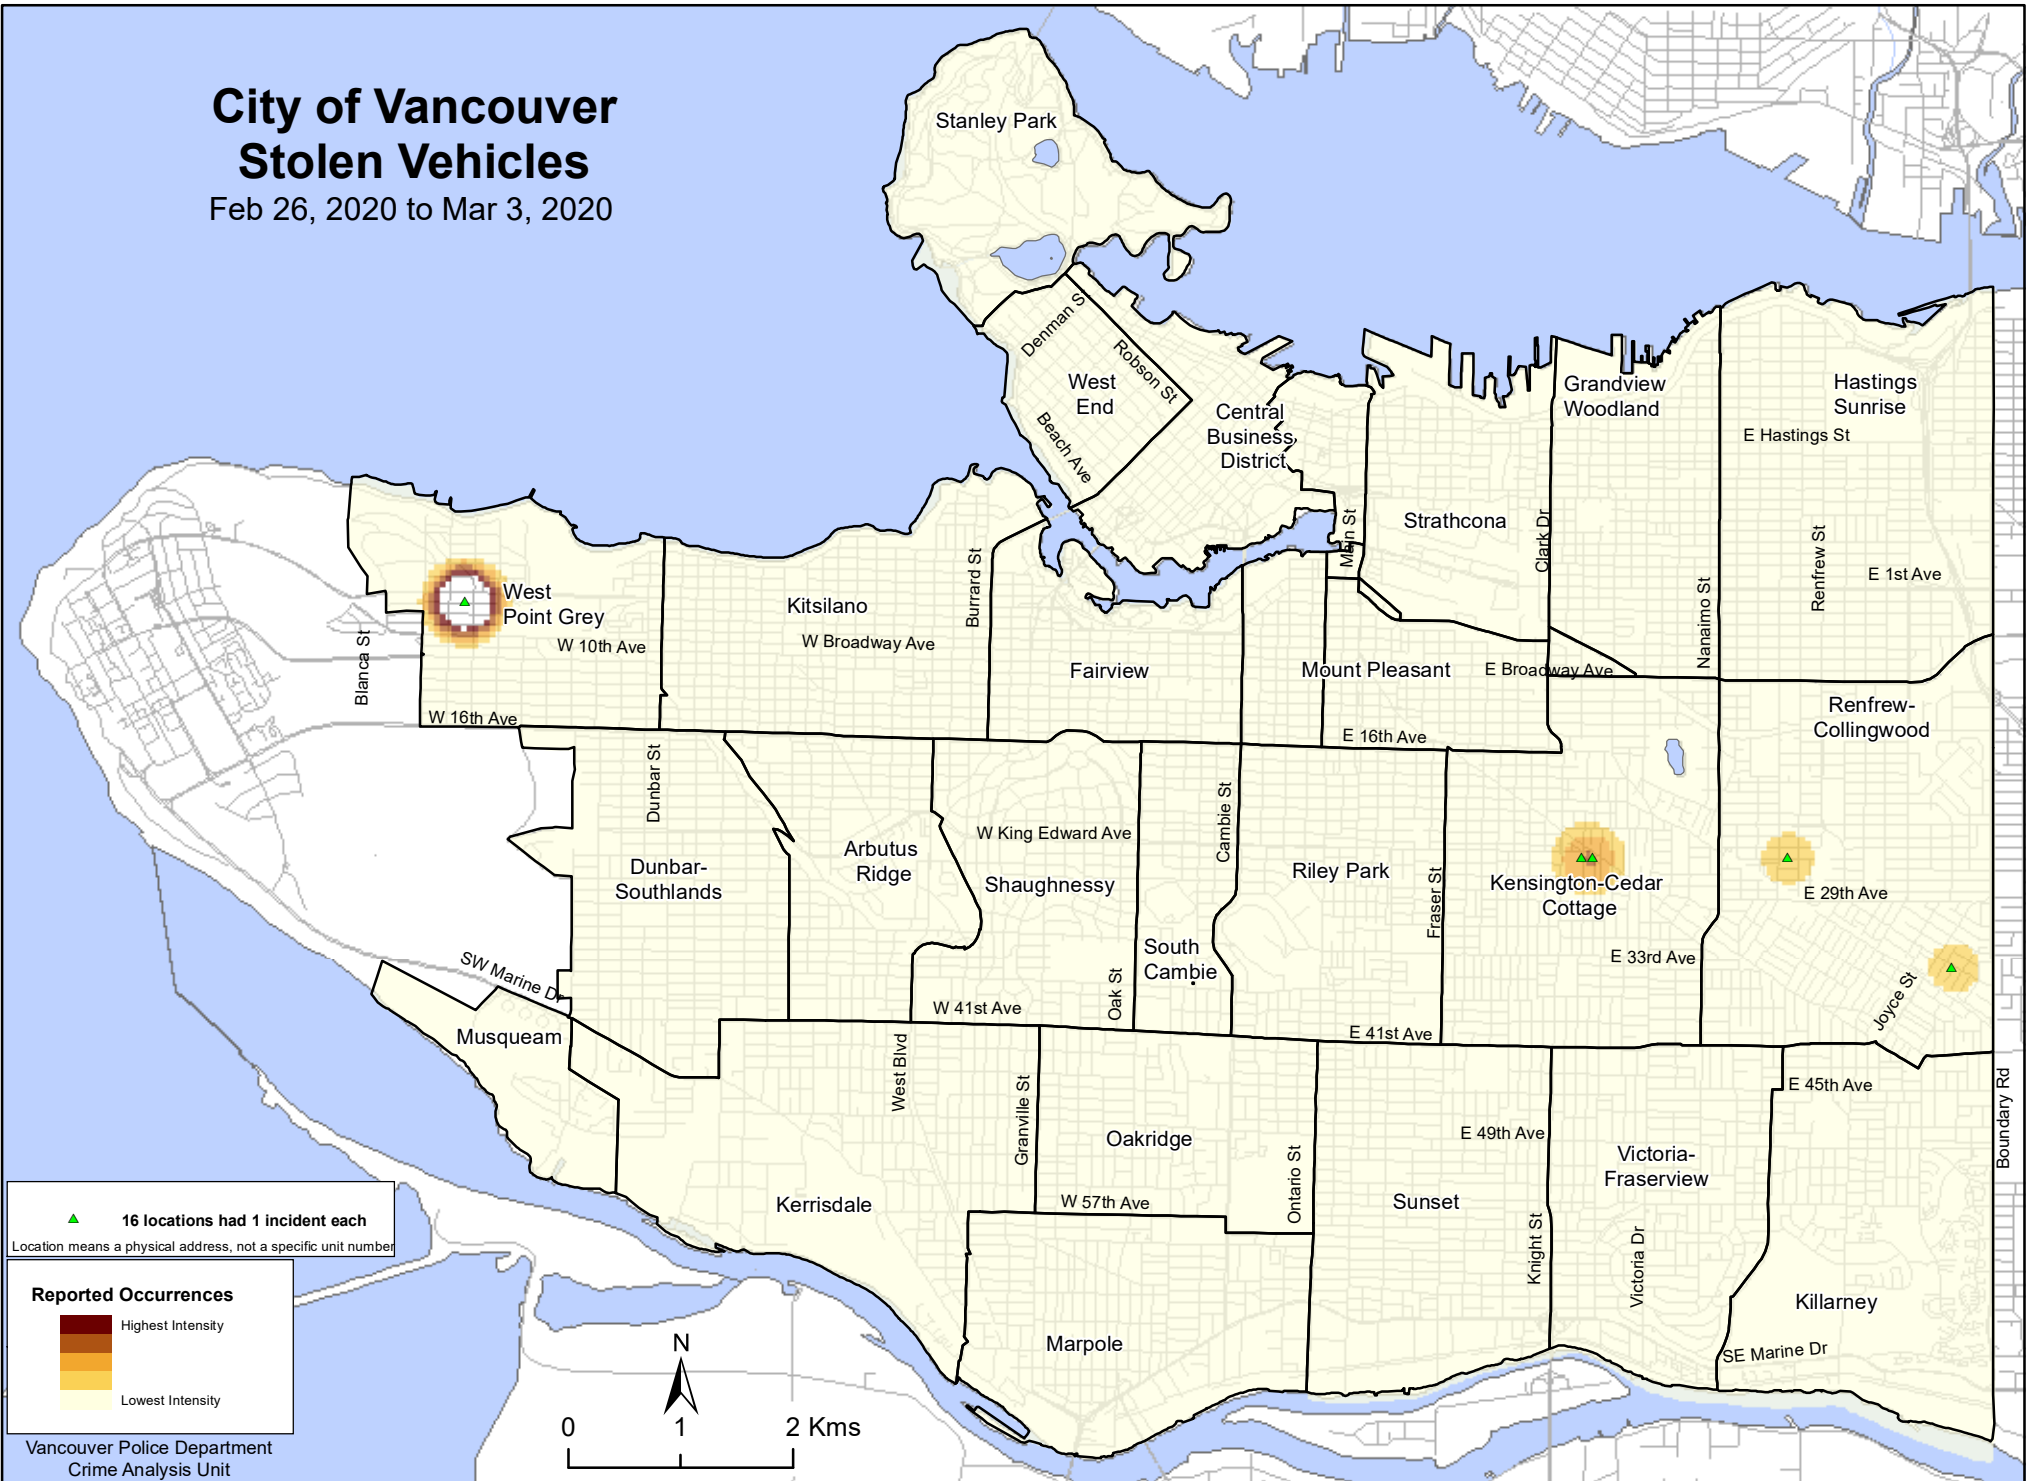 City of Vancouver
Stolen Vehicles
Feb 26, 2020 to Mar 3, 2020
Stanley Park
Denman S
Robson St
West
End
Beach Ave
Central
Business
District
Grandview
Woodland
Hastings
Sunrise
E Hastings St
Strathcona
Main St
Clark Dr
Nanaimo St
Renfrew St
E 1st Ave
West
Point Grey
W 10th Ave
Blanca St
W 16th Ave
Kitsilano
W Broadway Ave
Burrard St
Fairview
Mount Pleasant
E Broadway Ave
E 16th Ave
Renfrew-
Collingwood
Dunbar St
Dunbar-
Southlands
Arbutus
Ridge
W King Edward Ave
Shaughnessy
Cambie St
Riley Park
Fraser St
Kensington-Cedar
Cottage
E 29th Ave
South
Cambie
Oak St
E 33rd Ave
Joyce St
SW Marine Dr
W 41st Ave
E 41st Ave
Musqueam
West Blvd
Granville St
Oakridge
E 49th Ave
E 45th Ave
Boundary Rd
Victoria-
Fraserview
Kerrisdale
W 57th Ave
Ontario St
Sunset
Knight St
Victoria Dr
Killarney
Marpole
SE Marine Dr
16 locations had 1 incident each
Location means a physical address, not a specific unit number
Reported Occurrences
Highest Intensity
Lowest Intensity
N
0 1 2 Kms
Vancouver Police Department
Crime Analysis Unit